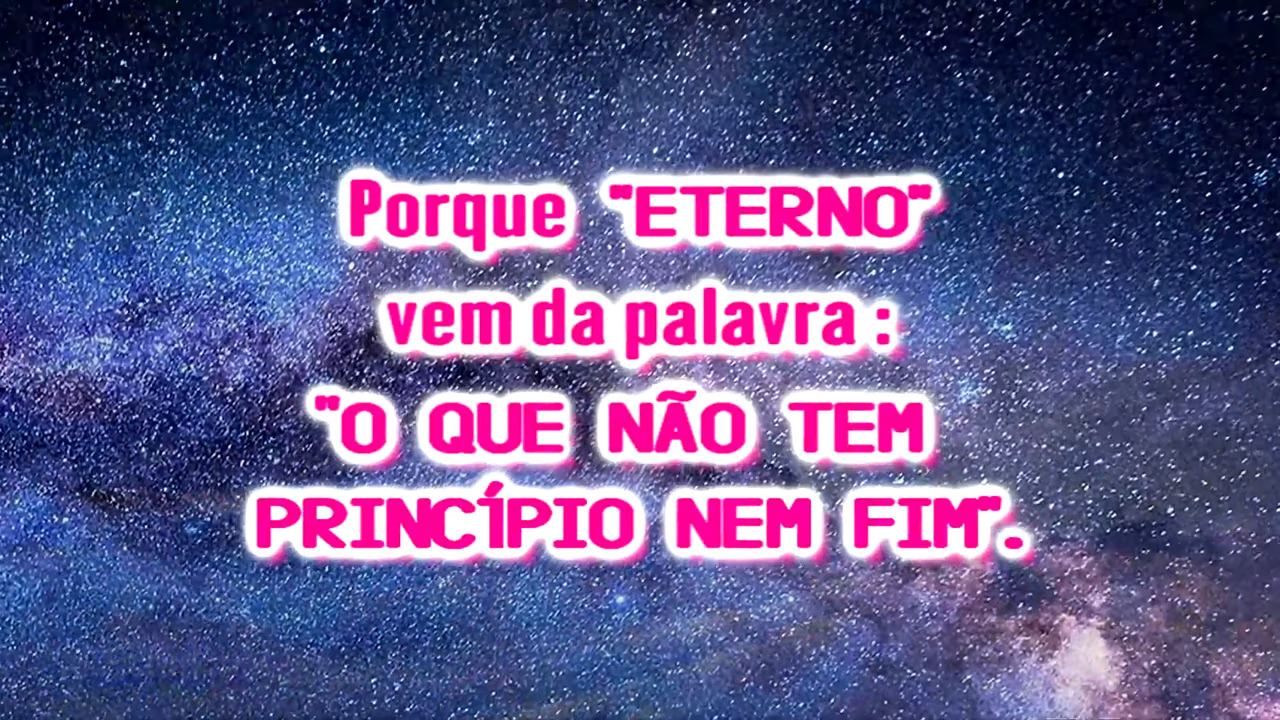 Porque "ETERNO"
vem da palavra :
"O QUE NÃO TEM
PRINCÍPIO NEM FIM".